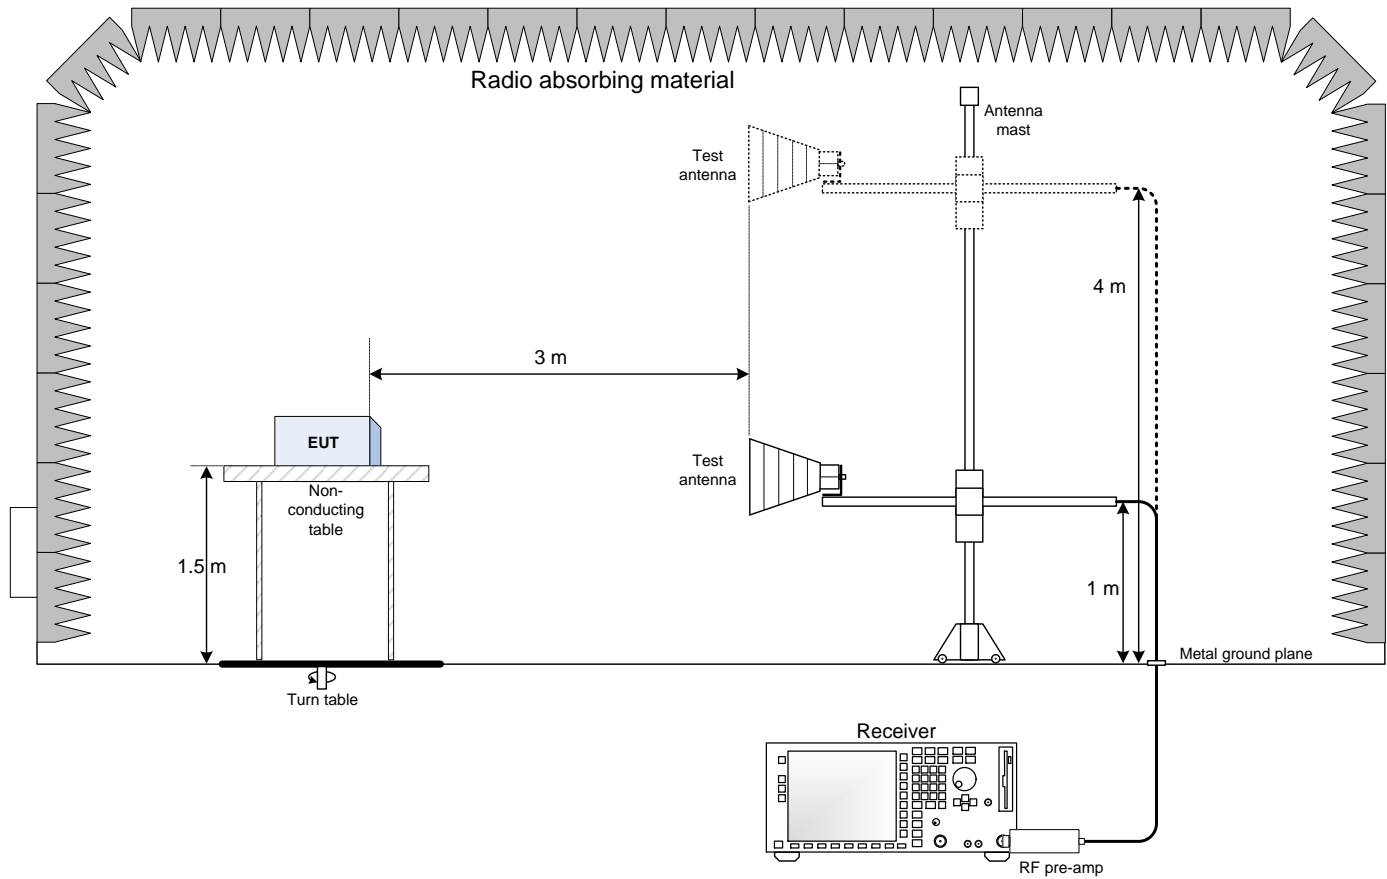 Radio absorbing material
Antenna
mast
Test
antenna
4 m
3 m
EUT
Test
antenna
Non-
conducting
table
1.5 m
1 m
Metal ground plane
Turn table
Receiver
RF pre-amp